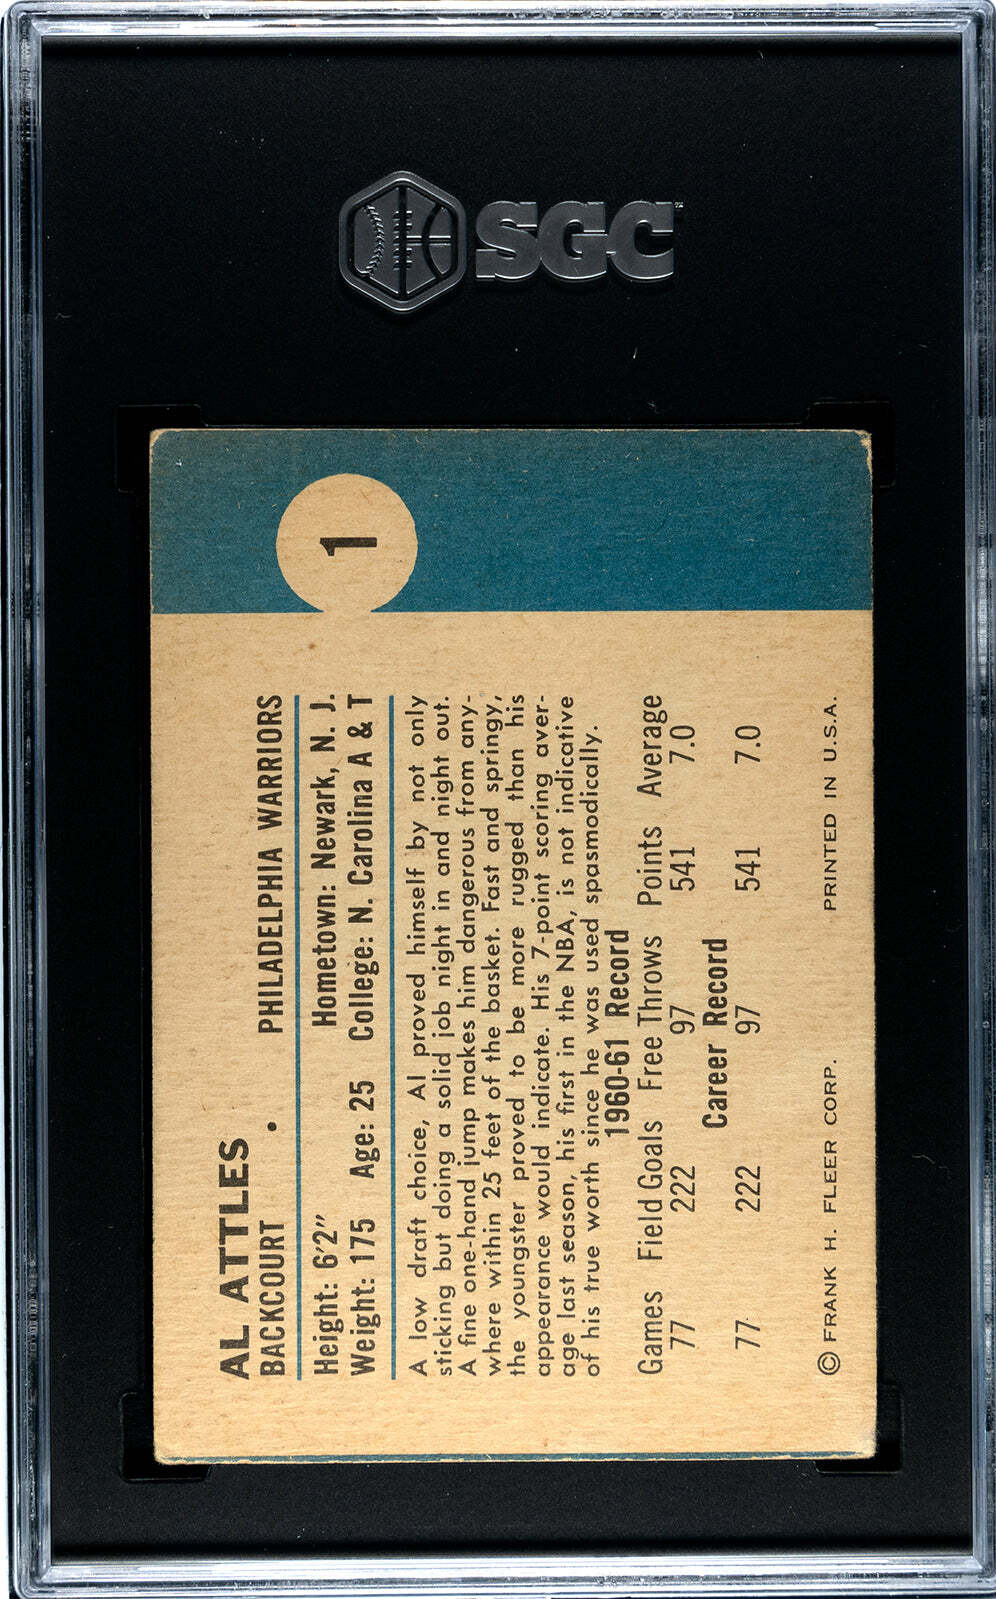 SGC™
1
AL ATTLES
BACKCOURT • PHILADELPHIA WARRIORS
Height: 6'2" Hometown: Newark, N. J.
Weight: 175 Age: 25 College: N. Carolina A & T
A low draft choice, Al proved himself by not only
sticking but doing a solid job night in and night out.
A fine one-hand jump makes him dangerous from any-
where within 25 feet of the basket. Fast and springy,
the youngster proved to be more rugged than his
appearance would indicate. His 7-point scoring aver-
age last season, his first in the NBA, is not indicative
of his true worth since he was used spasmodically.
1960-61 Record
Games Field Goals Free Throws Points Average
77 222 97 541 7.0
Career Record
77 222 97 541 7.0
© FRANK H. FLEER CORP. PRINTED IN U.S.A.